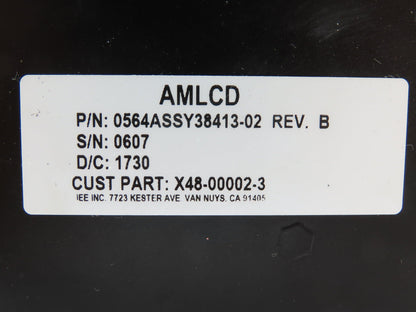 AMLCD
P/N: 0564ASSY38413-02 REV. B
S/N: 0607
D/C: 1730
CUST PART: X48-00002-3
IEE INC. 7723 KESTER AVE VAN NUYS. CA 91405